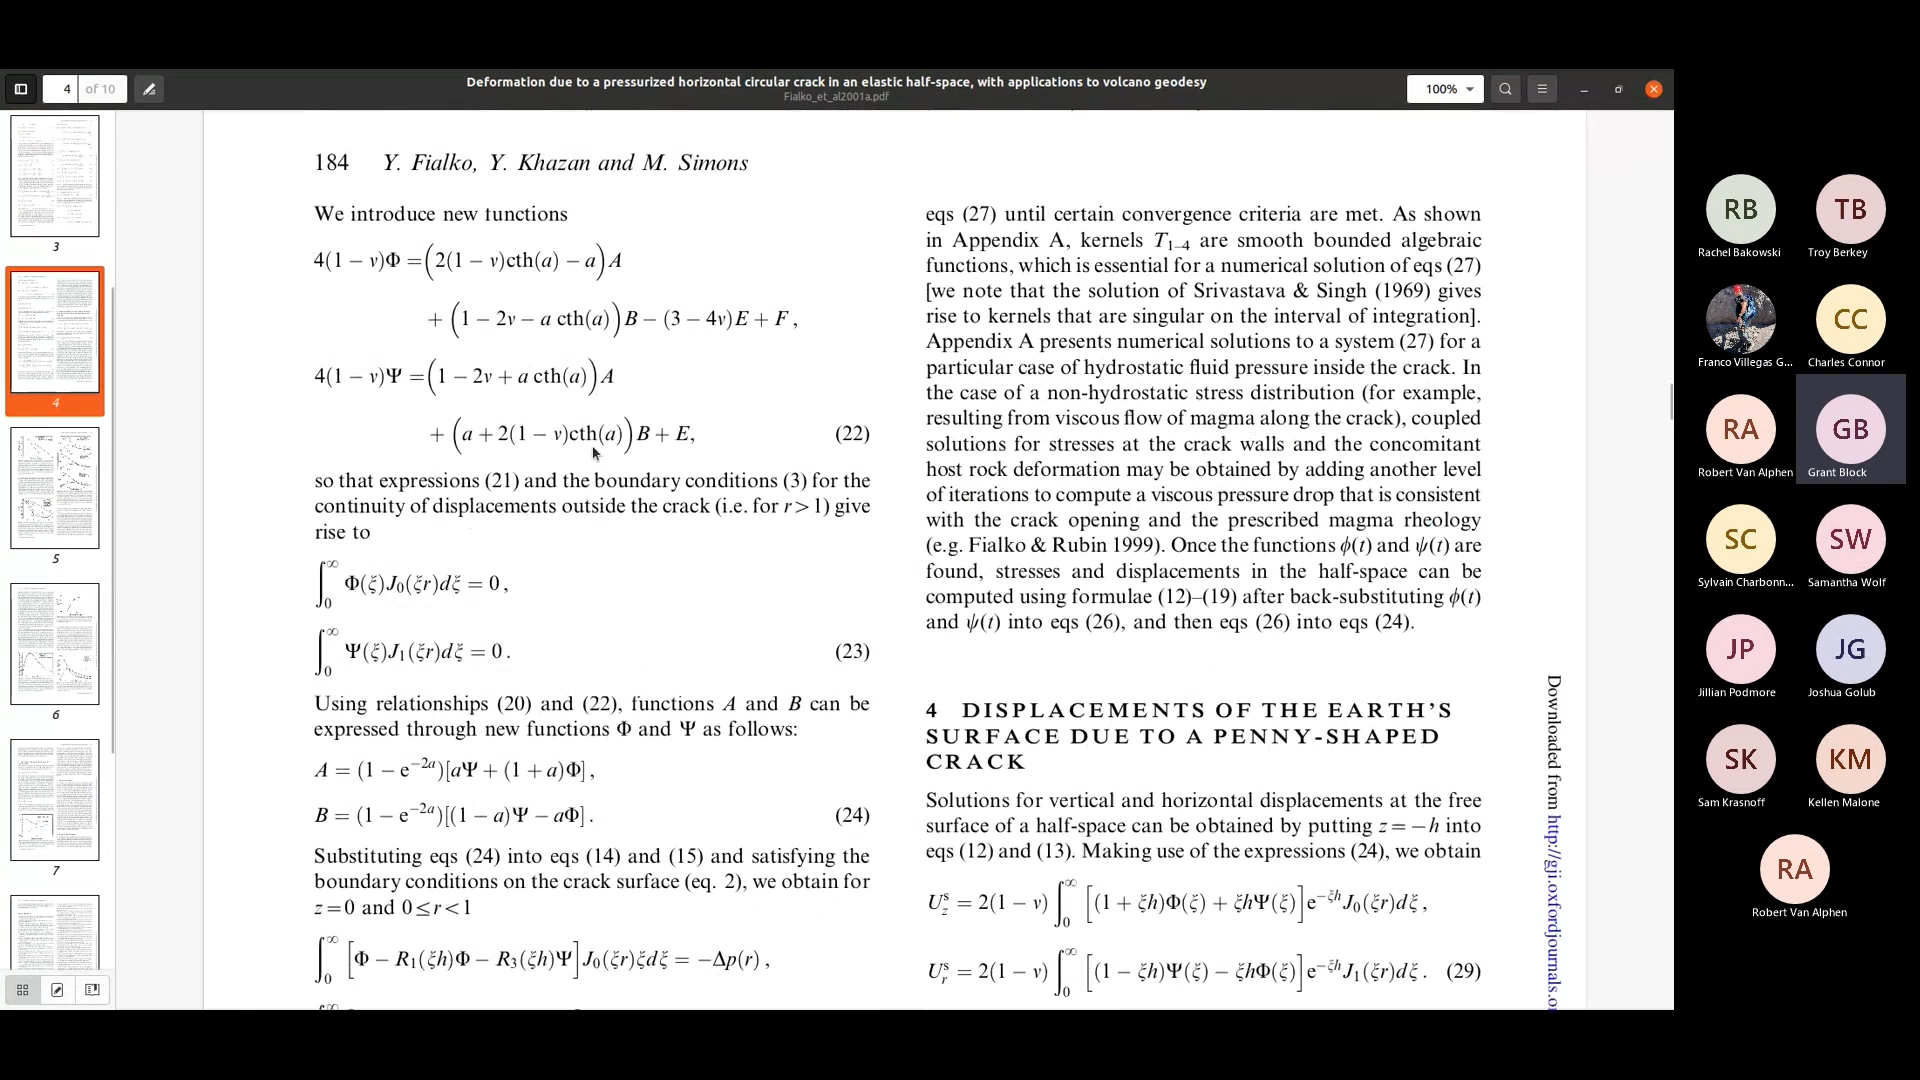 4 of 10
Deformation due to a pressurized horizontal circular crack in an elastic half-space, with applications to volcano geodesy
Fialko_et_al2001a.pdf
100%
3
4
5
6
7
184 Y. Fialko, Y. Khazan and M. Simons
We introduce new functions
4(1 − ν)Φ = (2(1 − ν)cth(a) − a)A
+ (1 − 2ν − a cth(a))B − (3 − 4ν)E + F,
4(1 − ν)Ψ = (1 − 2ν + a cth(a))A
+ (a + 2(1 − ν)cth(a))B + E, (22)
so that expressions (21) and the boundary conditions (3) for the
continuity of displacements outside the crack (i.e. for r > 1) give
rise to
∫₀^∞ Φ(ξ)J₀(ξr)dξ = 0,
∫₀^∞ Ψ(ξ)J₁(ξr)dξ = 0. (23)
Using relationships (20) and (22), functions A and B can be
expressed through new functions Φ and Ψ as follows:
A = (1 − e^−2a)[aΨ + (1 + a)Φ],
B = (1 − e^−2a)[(1 − a)Ψ − aΦ]. (24)
Substituting eqs (24) into eqs (14) and (15) and satisfying the
boundary conditions on the crack surface (eq. 2), we obtain for
z=0 and 0≤r<1
∫₀^∞ [Φ − R₁(ξh)Φ − R₃(ξh)Ψ]J₀(ξr)ξdξ = −Δp(r),
eqs (27) until certain convergence criteria are met. As shown
in Appendix A, kernels T₁₋₄ are smooth bounded algebraic
functions, which is essential for a numerical solution of eqs (27)
[we note that the solution of Srivastava & Singh (1969) gives
rise to kernels that are singular on the interval of integration].
Appendix A presents numerical solutions to a system (27) for a
particular case of hydrostatic fluid pressure inside the crack. In
the case of a non-hydrostatic stress distribution (for example,
resulting from viscous flow of magma along the crack), coupled
solutions for stresses at the crack walls and the concomitant
host rock deformation may be obtained by adding another level
of iterations to compute a viscous pressure drop that is consistent
with the crack opening and the prescribed magma rheology
(e.g. Fialko & Rubin 1999). Once the functions ϕ(t) and ψ(t) are
found, stresses and displacements in the half-space can be
computed using formulae (12)–(19) after back-substituting ϕ(t)
and ψ(t) into eqs (26), and then eqs (26) into eqs (24).
4 DISPLACEMENTS OF THE EARTH'S
SURFACE DUE TO A PENNY-SHAPED
CRACK
Solutions for vertical and horizontal displacements at the free
surface of a half-space can be obtained by putting z = −h into
eqs (12) and (13). Making use of the expressions (24), we obtain
U_z^s = 2(1 − ν) ∫₀^∞ [(1 + ξh)Φ(ξ) + ξhΨ(ξ)]e^−ξh J₀(ξr)dξ,
U_r^s = 2(1 − ν) ∫₀^∞ [(1 − ξh)Ψ(ξ) − ξhΦ(ξ)]e^−ξh J₁(ξr)dξ. (29)
Downloaded from http://gji.oxfordjournals.o
RB
Rachel Bakowski
TB
Troy Berkey
Franco Villegas G...
CC
Charles Connor
RA
Robert Van Alphen
GB
Grant Block
SC
Sylvain Charbonn...
SW
Samantha Wolf
JP
Jillian Podmore
JG
Joshua Golub
SK
Sam Krasnoff
KM
Kellen Malone
RA
Robert Van Alphen